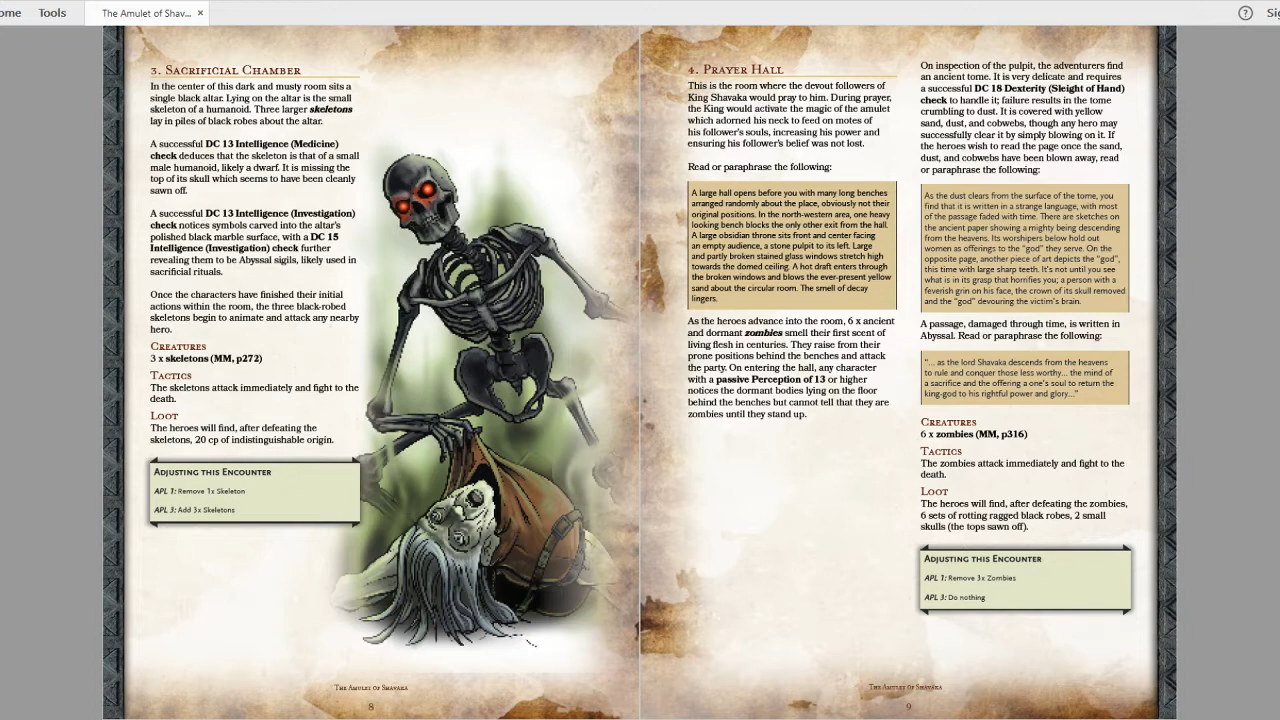 ome
Tools
The Amulet of Shav...
×
?
Sig
3. Sacrificial Chamber
In the center of this dark and musty room sits a
single black altar. Lying on the altar is the small
skeleton of a humanoid. Three larger skeletons
lay in piles of black robes about the altar.
A successful DC 13 Intelligence (Medicine)
check deduces that the skeleton is that of a small
male humanoid, likely a dwarf. It is missing the
top of its skull which seems to have been cleanly
sawn off.
A successful DC 13 Intelligence (Investigation)
check notices symbols carved into the altar's
polished black marble surface, with a DC 15
Intelligence (Investigation) check further
revealing them to be Abyssal sigils, likely used in
sacrificial rituals.
Once the characters have finished their initial
actions within the room, the three black-robed
skeletons begin to animate and attack any nearby
hero.
Creatures
3 x skeletons (MM, p272)
Tactics
The skeletons attack immediately and fight to the
death.
Loot
The heroes will find, after defeating the
skeletons, 20 cp of indistinguishable origin.
Adjusting this Encounter
APL 1: Remove 1x Skeleton
APL 3: Add 3x Skeletons
The Amulet of Shavaka
8
4. Prayer Hall
This is the room where the devout followers of
King Shavaka would pray to him. During prayer,
the King would activate the magic of the amulet
which adorned his neck to feed on motes of
his follower's souls, increasing his power and
ensuring his follower's belief was not lost.
Read or paraphrase the following:
A large hall opens before you with many long benches
arranged randomly about the place, obviously not their
original positions. In the north-western area, one heavy
looking bench blocks the only other exit from the hall.
A large obsidian throne sits front and center facing
an empty audience, a stone pulpit to its left. Large
and partly broken stained glass windows stretch high
towards the domed ceiling. A hot draft enters through
the broken windows and blows the ever-present yellow
sand about the circular room. The smell of decay
lingers.
As the heroes advance into the room, 6 x ancient
and dormant zombies smell their first scent of
living flesh in centuries. They raise from their
prone positions behind the benches and attack
the party. On entering the hall, any character
with a passive Perception of 13 or higher
notices the dormant bodies lying on the floor
behind the benches but cannot tell that they are
zombies until they stand up.
On inspection of the pulpit, the adventurers find
an ancient tome. It is very delicate and requires
a successful DC 18 Dexterity (Sleight of Hand)
check to handle it; failure results in the tome
crumbling to dust. It is covered with yellow
sand, dust, and cobwebs, though any hero may
successfully clear it by simply blowing on it. If
the heroes wish to read the page once the sand,
dust, and cobwebs have been blown away, read
or paraphrase the following:
As the dust clears from the surface of the tome, you
find that it is written in a strange language, with most
of the passage faded with time. There are sketches on
the ancient paper showing a mighty being descending
from the heavens. Its worshipers below hold out
women as offerings to the "god" they serve. On the
opposite page, another piece of art depicts the "god",
this time with large sharp teeth. It's not until you see
what is in its grasp that horrifies you; a person with a
feverish grin on his face, the crown of its skull removed
and the "god" devouring the victim's brain.
A passage, damaged through time, is written in
Abyssal. Read or paraphrase the following:
"... as the lord Shavaka descends from the heavens
to rule and conquer those less worthy... the mind of
a sacrifice and the offering a one's soul to return the
king-god to his rightful power and glory..."
Creatures
6 x zombies (MM, p316)
Tactics
The zombies attack immediately and fight to the
death.
Loot
The heroes will find, after defeating the zombies,
6 sets of rotting ragged black robes, 2 small
skulls (the tops sawn off).
Adjusting this Encounter
APL 1: Remove 3x Zombies
APL 3: Do nothing
The Amulet of Shavaka
9